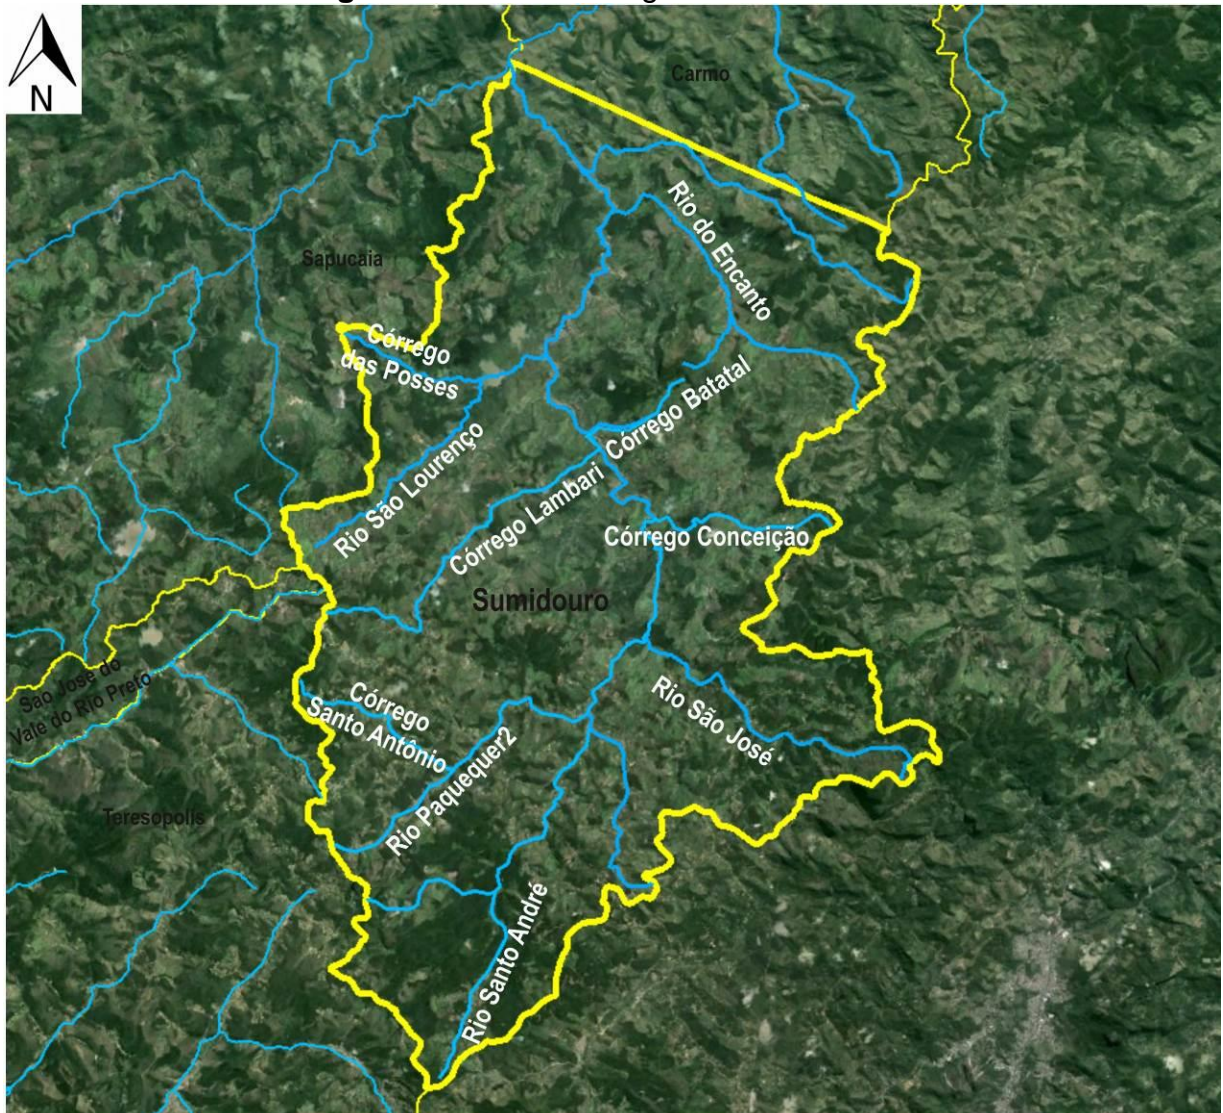 N
Carmo
Rio do Encanto
Sapucaia
Córrego
das Posses
Córrego Batatal
Rio São Lourenço
Córrego Lambari
Córrego Conceição
Sumidouro
São José do
Vale do Rio Preto
Córrego
Santo Antônio
Rio São José
Rio Paquequer2
Teresopolis
Rio Santo André